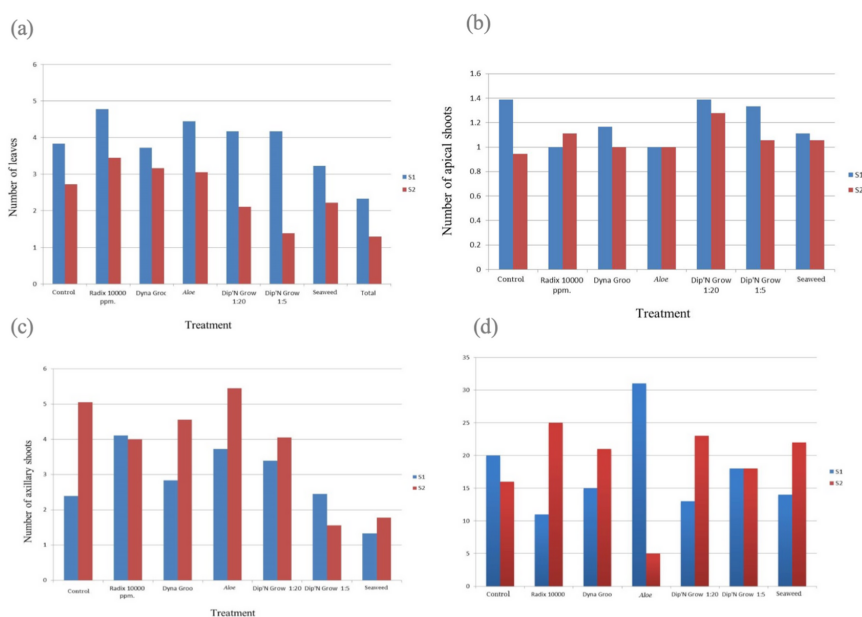 (a)
6
5
4
3
2
1
0
Number of leaves
Control
Radix 10000
ppm.
Dyna Groc
Aloe
Dip'N Grow
1:20
Dip'N Grow
1:5
Seaweed
Total
Treatment
S1
S2
(b)
1.6
1.4
1.2
1
0.8
0.6
0.4
0.2
0
Number of apical shoots
Control
Radix 10000
ppm.
Dyna Groo
Aloe
Dip'N Grow
1:20
Dip'N Grow
1:5
Seaweed
Treatment
S1
S2
(c)
6
5
4
3
2
1
0
Number of axillary shoots
Control
Radix 10000
ppm.
Dyna Groo
Aloe
Dip'N Grow 1:20
Dip'N Grow 1:5
Seaweed
Treatment
S1
S2
(d)
35
30
25
20
15
10
5
0
Control
Radix 10000
Dyna Groo
Aloe
Dip'N Grow 1:20
Dip'N Grow 1:5
Seaweed
S1
S2